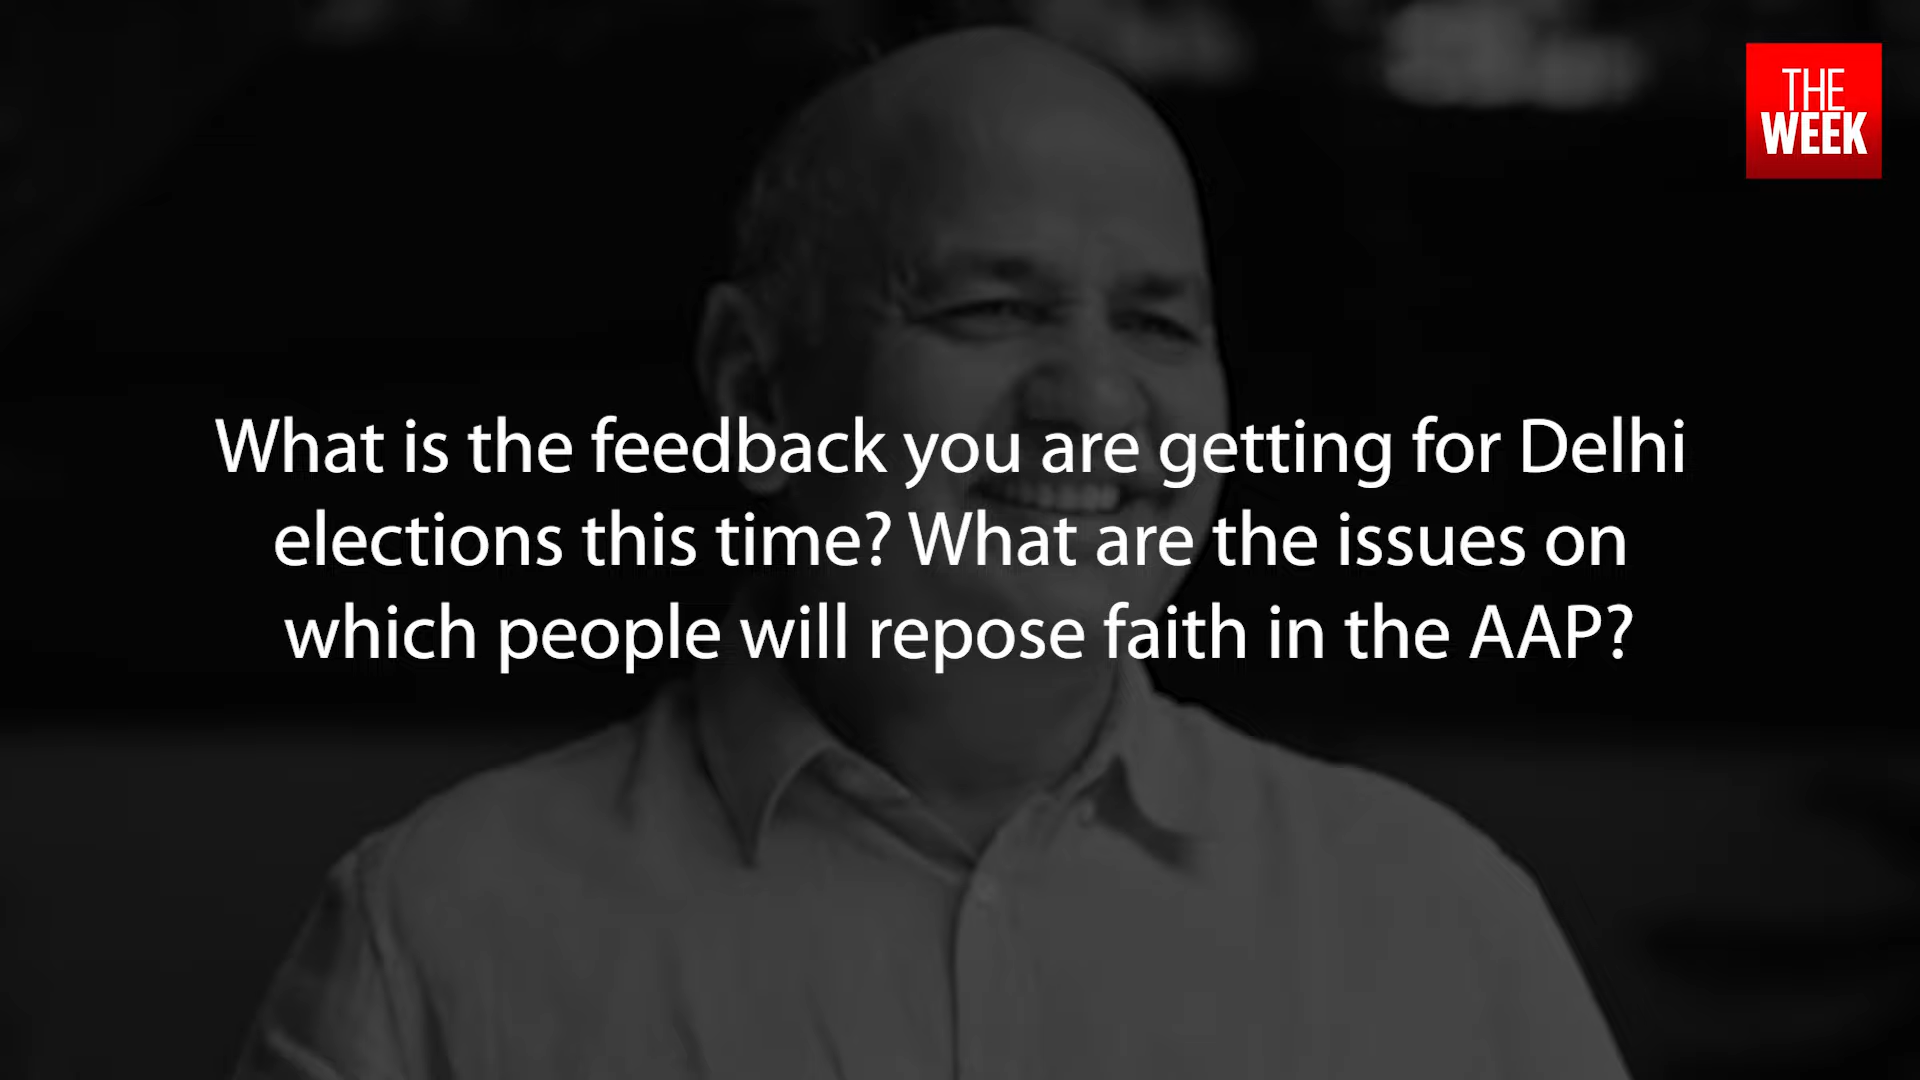 THE
WEEK
What is the feedback you are getting for Delhi
elections this time? What are the issues on
which people will repose faith in the AAP?